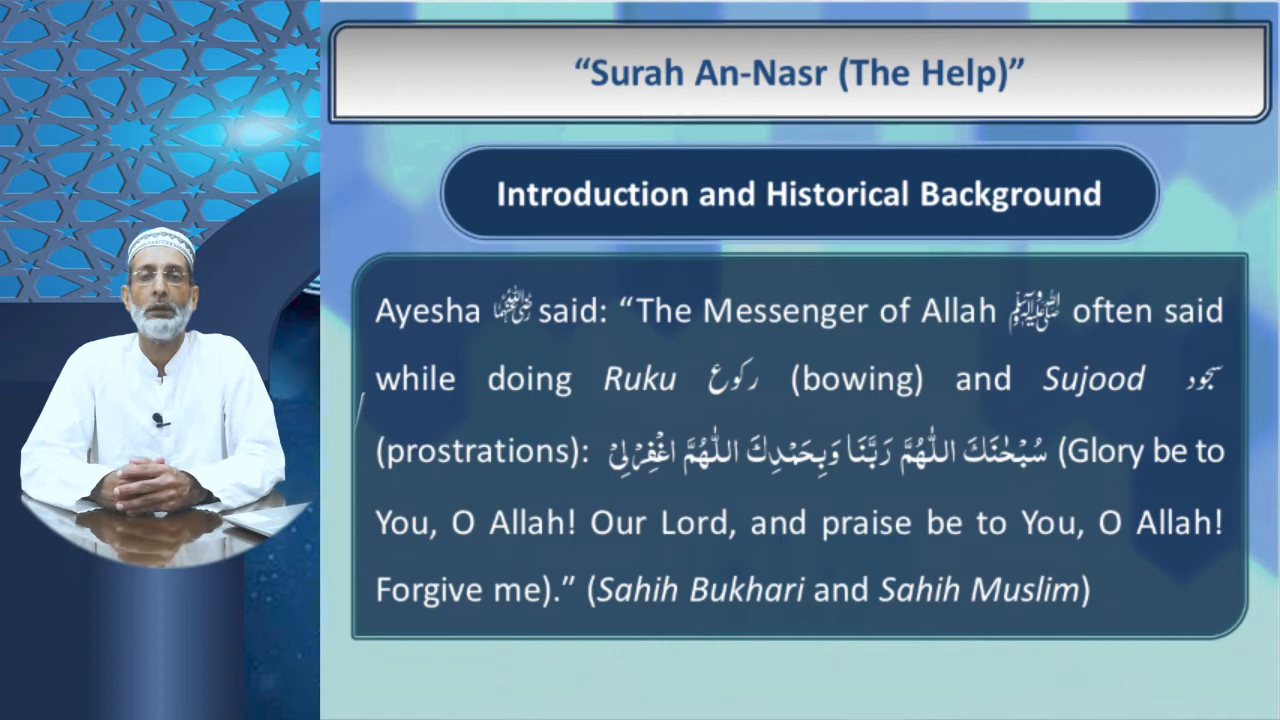 “Surah An-Nasr (The Help)”
Introduction and Historical Background
Ayesha رضي الله عنها said: “The Messenger of Allah ﷺ often said
while doing Ruku رکوع (bowing) and Sujood سجود
(prostrations): سُبْحٰنَكَ اللّٰهُمَّ رَبَّنَا وَبِحَمْدِكَ اللّٰهُمَّ اغْفِرْلِيْ (Glory be to
You, O Allah! Our Lord, and praise be to You, O Allah!
Forgive me).” (Sahih Bukhari and Sahih Muslim)